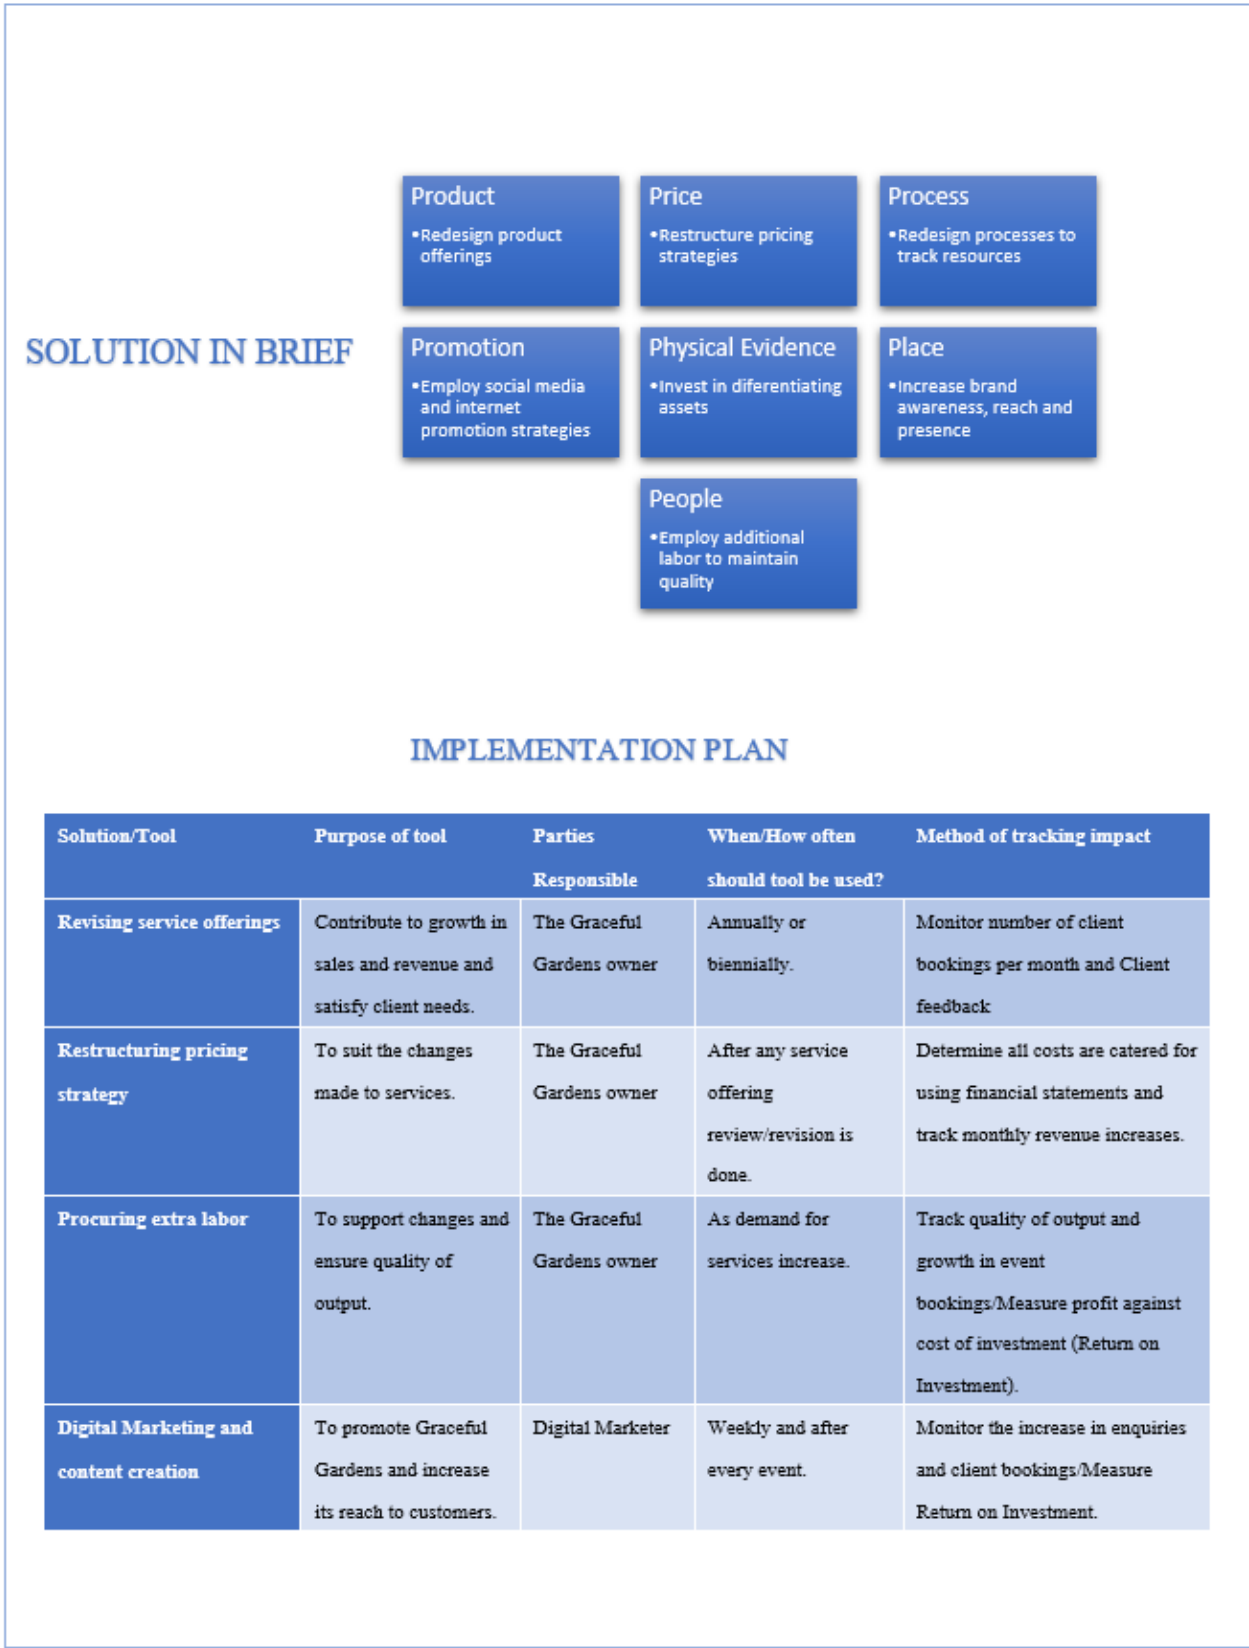 Product
•Redesign product
offerings
Price
•Restructure pricing
strategies
Process
•Redesign processes to
track resources
SOLUTION IN BRIEF
Promotion
•Employ social media
and internet
promotion strategies
Physical Evidence
•Invest in diferentiating
assets
Place
•Increase brand
awareness, reach and
presence
People
•Employ additional
labor to maintain
quality
IMPLEMENTATION PLAN
Solution/Tool
Purpose of tool
Parties
Responsible
When/How often
should tool be used?
Method of tracking impact
Revising service offerings
Contribute to growth in
sales and revenue and
satisfy client needs.
The Graceful
Gardens owner
Annually or
biennially.
Monitor number of client
bookings per month and Client
feedback
Restructuring pricing
strategy
To suit the changes
made to services.
The Graceful
Gardens owner
After any service
offering
review/revision is
done.
Determine all costs are catered for
using financial statements and
track monthly revenue increases.
Procuring extra labor
To support changes and
ensure quality of
output.
The Graceful
Gardens owner
As demand for
services increase.
Track quality of output and
growth in event
bookings/Measure profit against
cost of investment (Return on
Investment).
Digital Marketing and
content creation
To promote Graceful
Gardens and increase
its reach to customers.
Digital Marketer
Weekly and after
every event.
Monitor the increase in enquiries
and client bookings/Measure
Return on Investment.